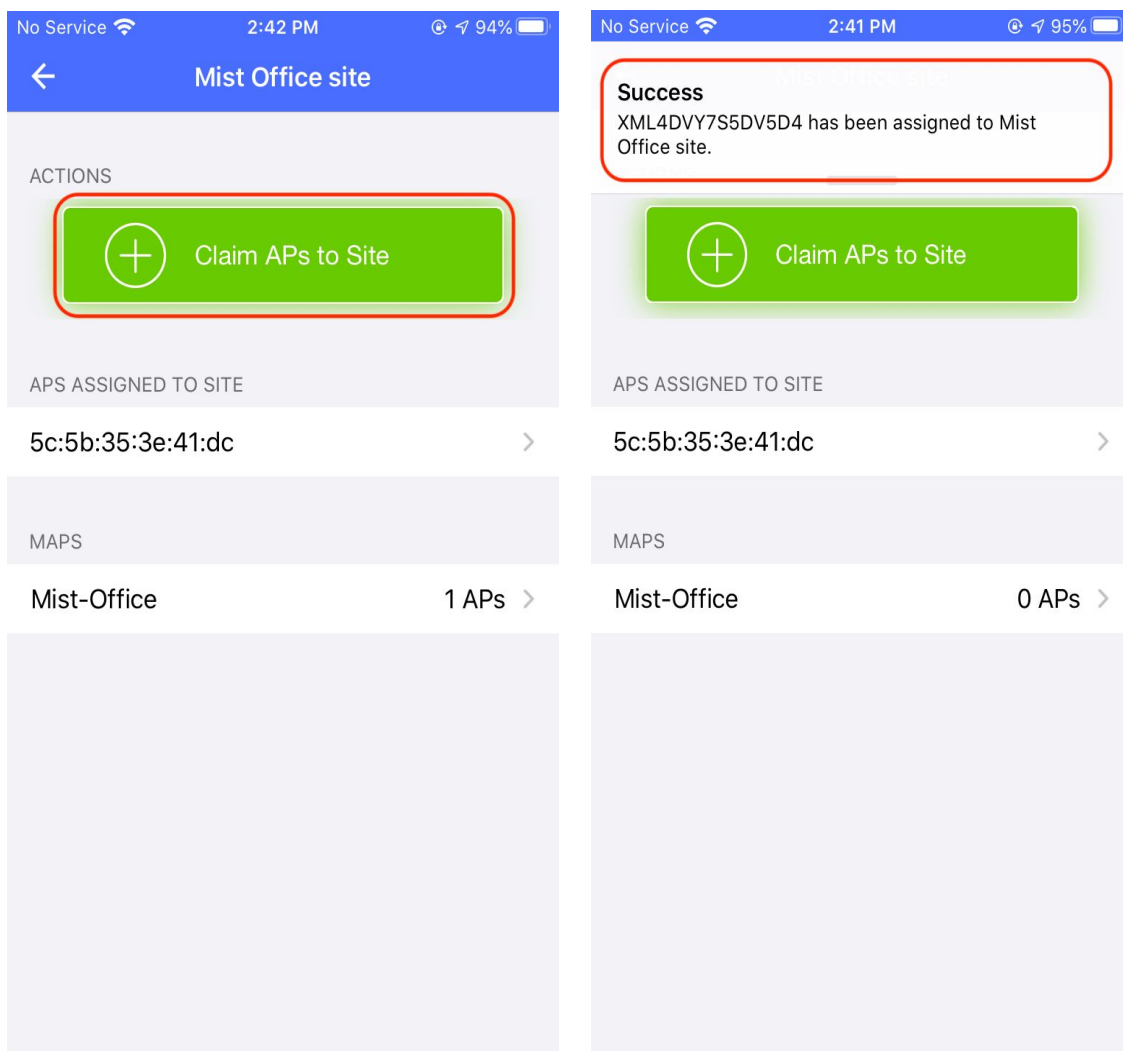 No Service 2:42 PM 94%
Mist Office site
ACTIONS
Claim APs to Site
APS ASSIGNED TO SITE
5c:5b:35:3e:41:dc
MAPS
Mist-Office 1 APs
No Service 2:41 PM 95%
Mist Office site
Success
XML4DVY7S5DV5D4 has been assigned to Mist
Office site.
Claim APs to Site
APS ASSIGNED TO SITE
5c:5b:35:3e:41:dc
MAPS
Mist-Office 0 APs